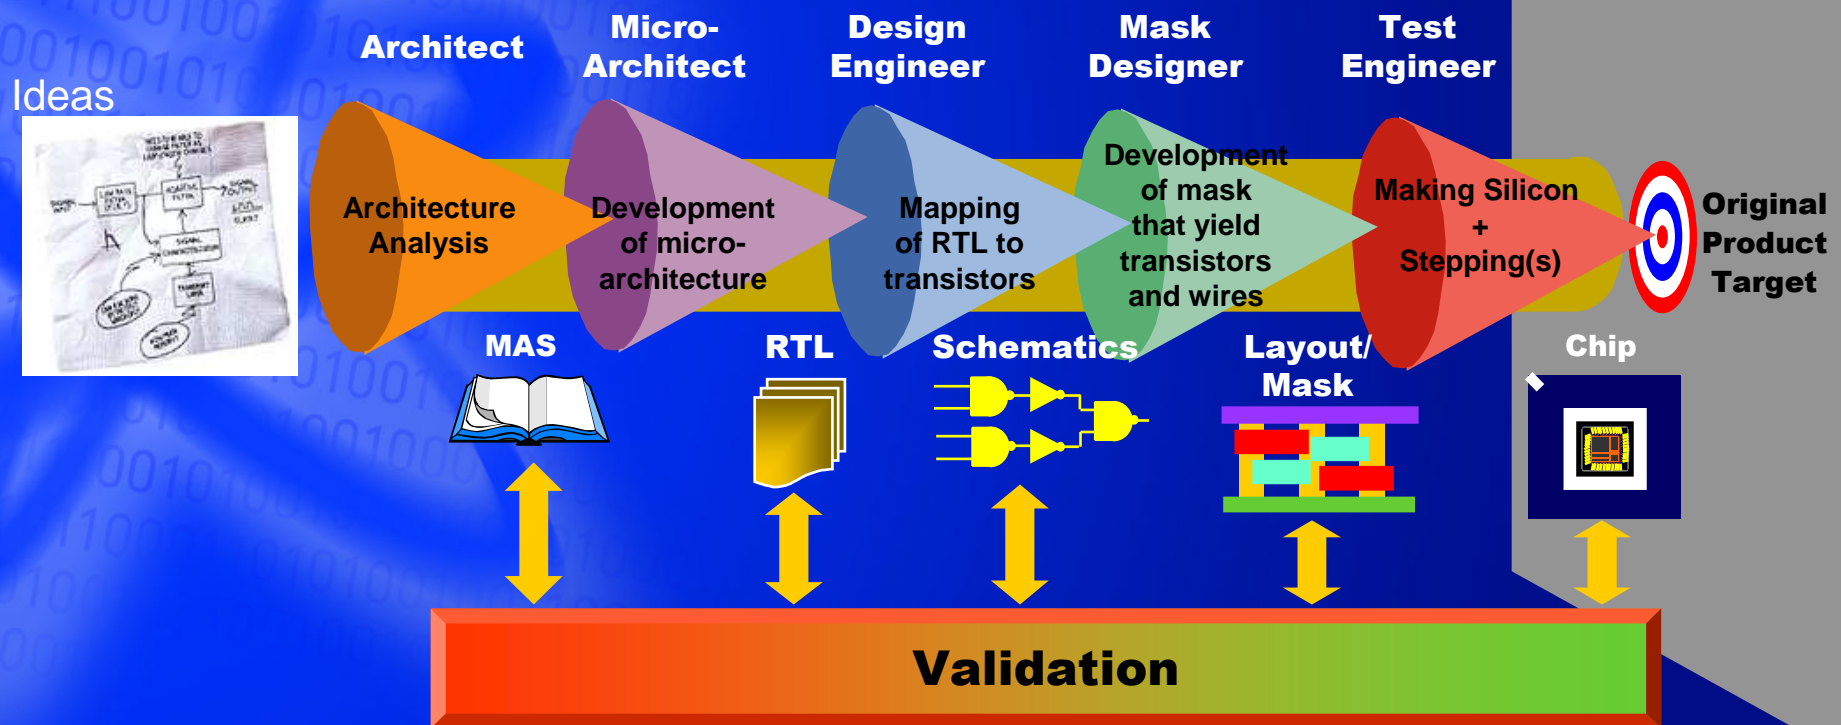 Architect
Micro-
Architect
Design
Engineer
Mask
Designer
Test
Engineer
Ideas
Architecture
Analysis
Development
of micro-
architecture
Mapping
of RTL to
transistors
Development
of mask
that yield
transistors
and wires
Making Silicon
+
Stepping(s)
Original
Product
Target
MAS
RTL
Schematics
Layout/
Mask
Chip
Validation